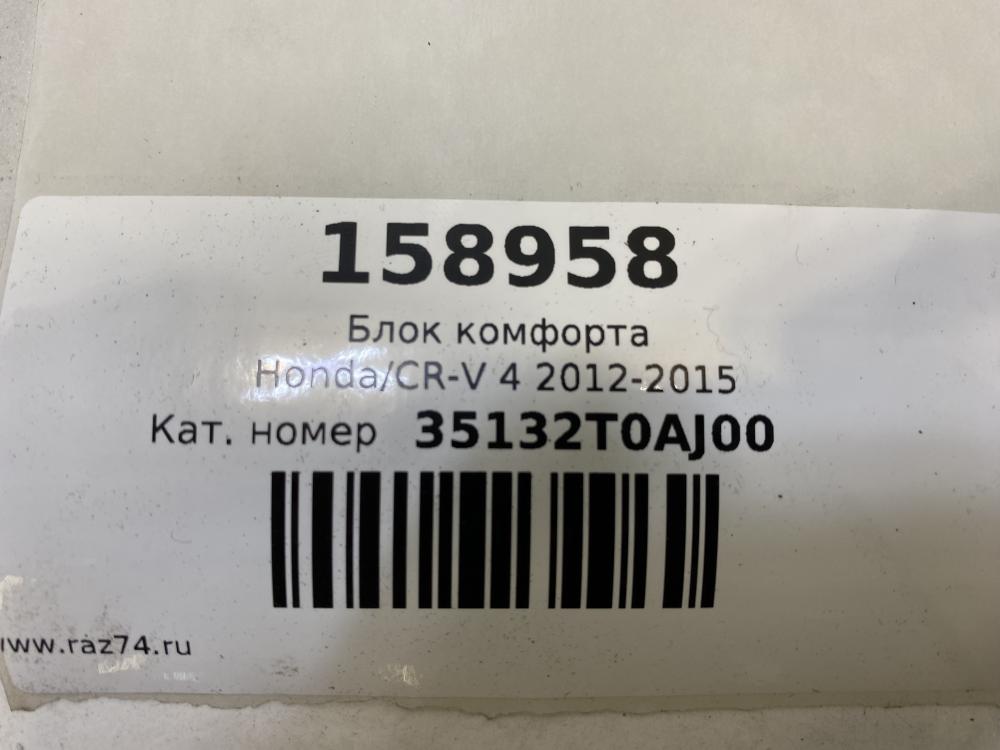 158958
Блок комфорта
Honda/CR-V 4 2012-2015
Кат. номер 35132T0AJ00
www.raz74.ru